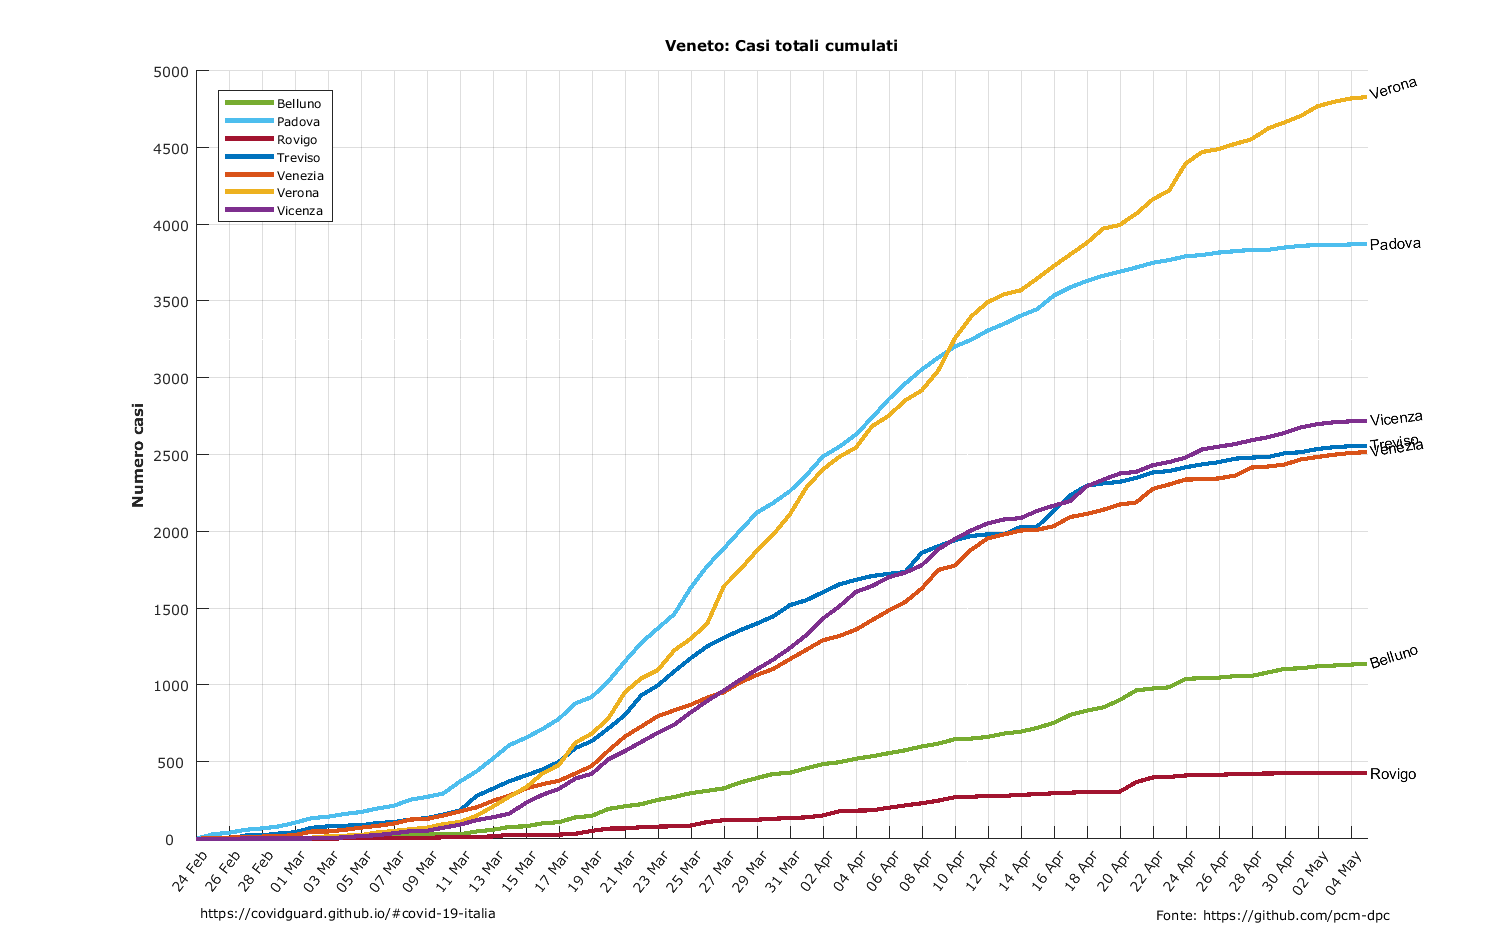 Veneto: Casi totali cumulati
Numero casi
5000
4500
4000
3500
3000
2500
2000
1500
1000
500
0
Belluno
Padova
Rovigo
Treviso
Venezia
Verona
Vicenza
Verona
Padova
Vicenza
Treviso
Venezia
Belluno
Rovigo
24 Feb
26 Feb
28 Feb
01 Mar
03 Mar
05 Mar
07 Mar
09 Mar
11 Mar
13 Mar
15 Mar
17 Mar
19 Mar
21 Mar
23 Mar
25 Mar
27 Mar
29 Mar
31 Mar
02 Apr
04 Apr
06 Apr
08 Apr
10 Apr
12 Apr
14 Apr
16 Apr
18 Apr
20 Apr
22 Apr
24 Apr
26 Apr
28 Apr
30 Apr
02 May
04 May
https://covidguard.github.io/#covid-19-italia
Fonte: https://github.com/pcm-dpc